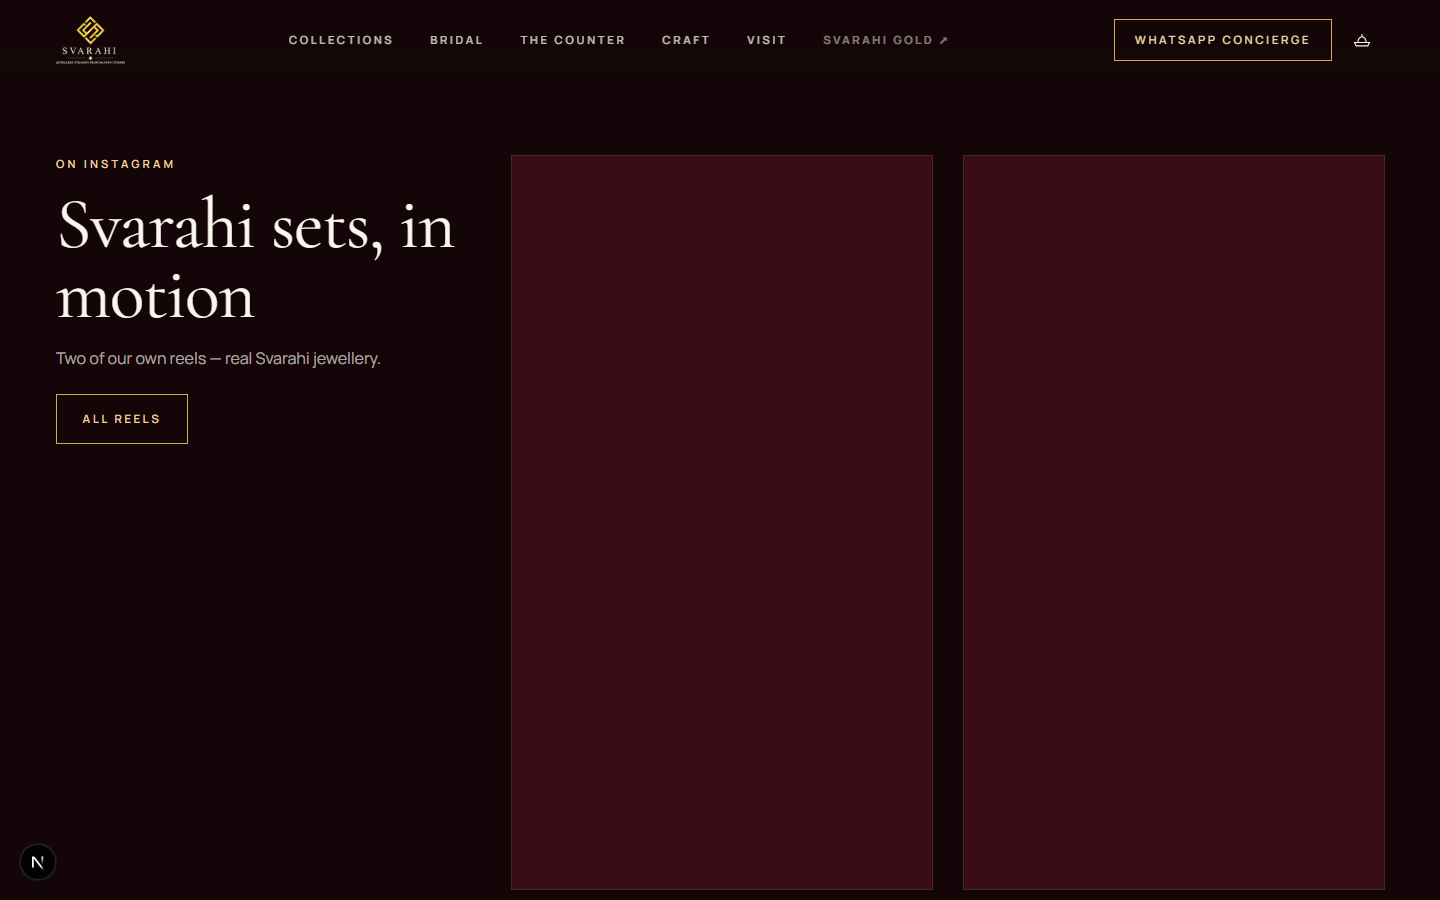 SVARAHI
COLLECTIONS
BRIDAL
THE COUNTER
CRAFT
VISIT
SVARAHI GOLD ↗
WHATSAPP CONCIERGE
ON INSTAGRAM
Svarahi sets, in
motion
Two of our own reels — real Svarahi jewellery.
ALL REELS
N